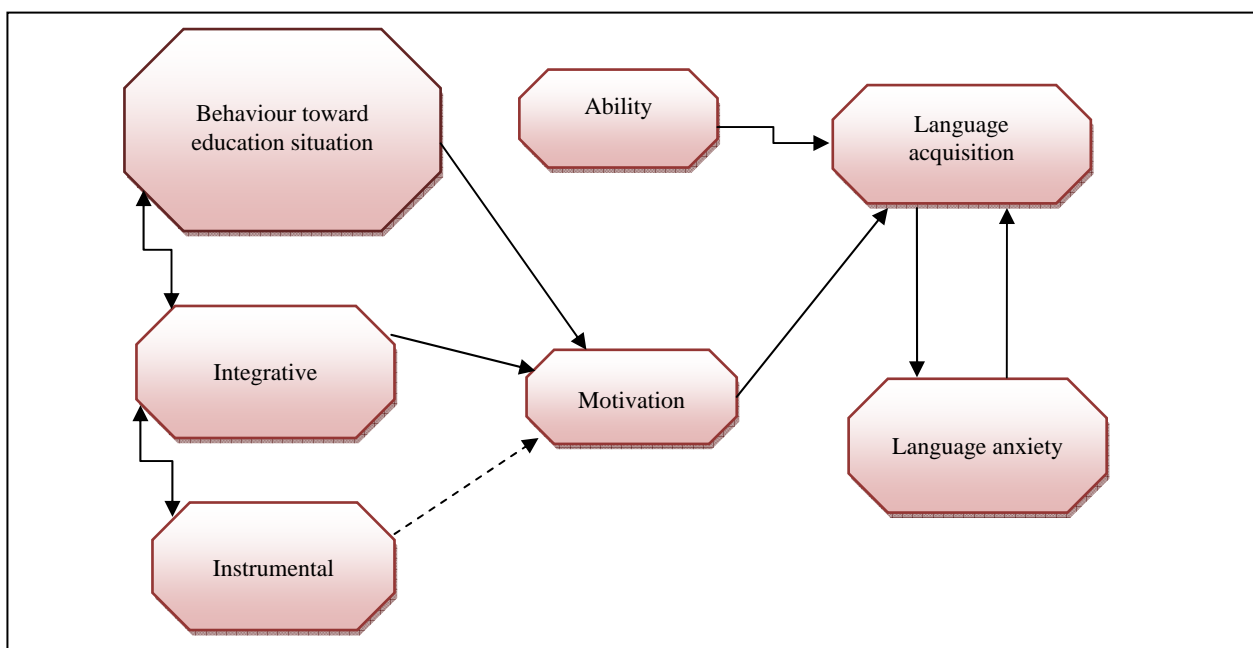 Behaviour toward
education situation
Ability
Language
acquisition
Integrative
Motivation
Language anxiety
Instrumental